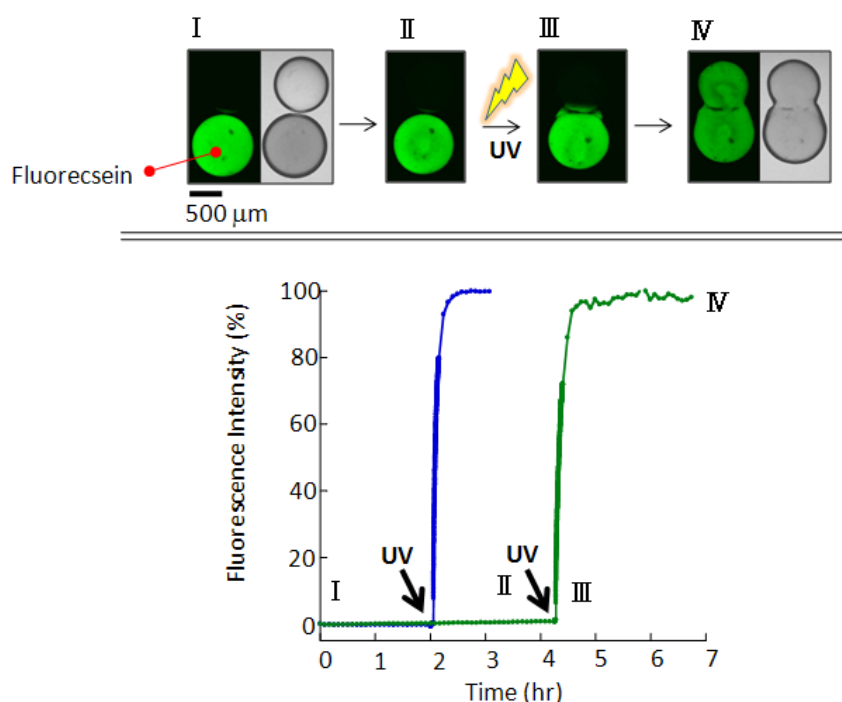 Ⅰ Ⅱ Ⅲ Ⅳ
UV
Fluorecsein
500 μm
100
80
60
40
20
0
Fluorescence Intensity (%)
Ⅳ
UV UV
Ⅰ Ⅱ Ⅲ
0 1 2 3 4 5 6 7
Time (hr)